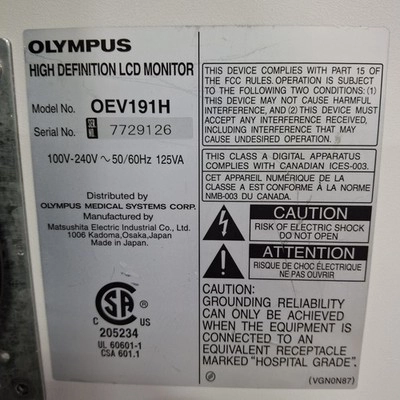 OLYMPUS
HIGH DEFINITION LCD MONITOR
Model No. OEV191H
Serial No. 7729126
100V-240V ~ 50/60Hz 125VA
Distributed by
OLYMPUS MEDICAL SYSTEMS CORP.
Manufactured by
Matsushita Electric Industrial Co., Ltd.
1006 Kadoma, Osaka, Japan
Made in Japan.
C US
205234
UL 60601-1
CSA 601.1
THIS DEVICE COMPLIES WITH PART 15 OF
THE FCC RULES. OPERATION IS SUBJECT
TO THE FOLLOWING TWO CONDITIONS: (1)
THIS DEVICE MAY NOT CAUSE HARMFUL
INTERFERENCE, AND (2) THIS DEVICE MUST
ACCEPT ANY INTERFERENCE RECEIVED,
INCLUDING INTERFERENCE THAT MAY
CAUSE UNDESIRED OPERATION.
THIS CLASS A DIGITAL APPARATUS
COMPLIES WITH CANADIAN ICES-003.
CET APPAREIL NUMÉRIQUE DE LA
CLASSE A EST CONFORME À LA NORME
NMB-003 DU CANADA.
CAUTION
RISK OF ELECTRIC SHOCK
DO NOT OPEN
ATTENTION
RISQUE DE CHOC ÉLECTRIQUE
NE PAS OUVRIR
CAUTION:
GROUNDING RELIABILITY
CAN ONLY BE ACHIEVED
WHEN THE EQUIPMENT IS
CONNECTED TO AN
EQUIVALENT RECEPTACLE
MARKED "HOSPITAL GRADE".
(VGN0N87)